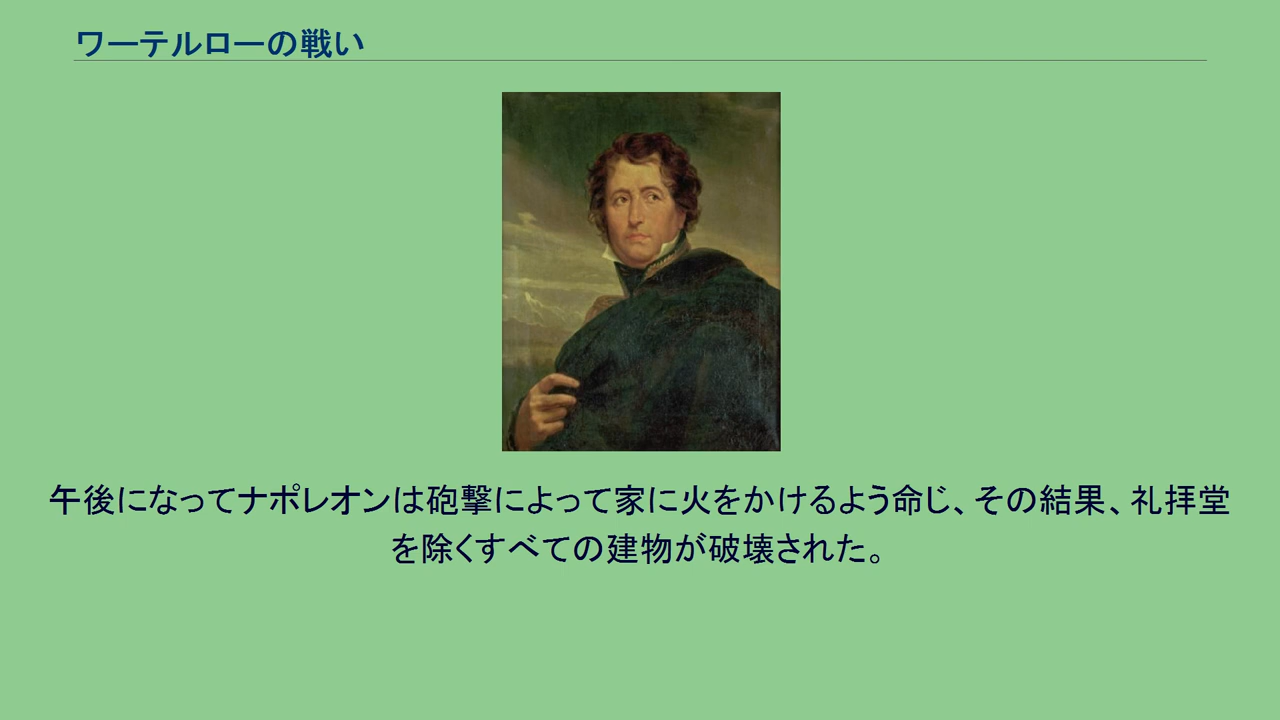 ワーテルローの戦い
午後になってナポレオンは砲撃によって家に火をかけるよう命じ、その結果、礼拝堂
を除くすべての建物が破壊された。